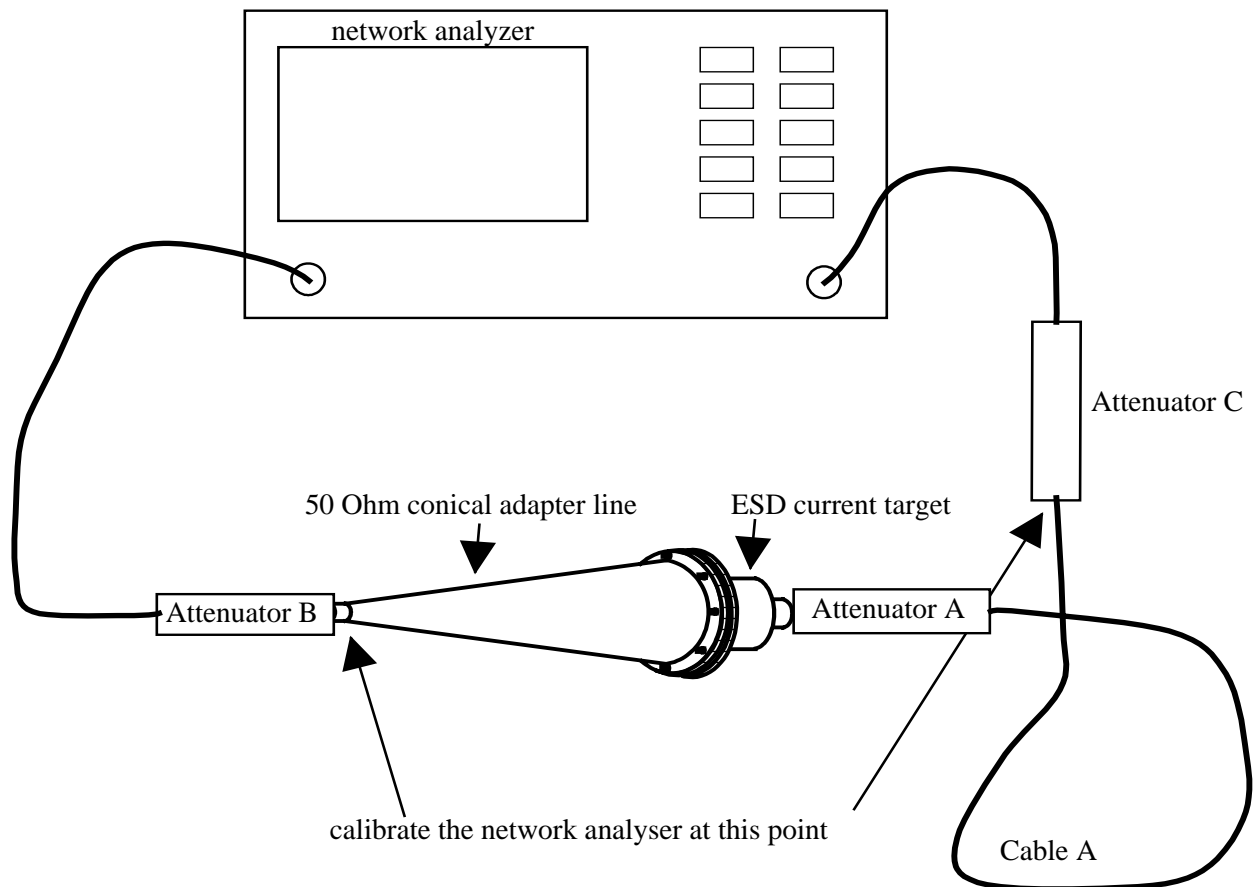 network analyzer
Attenuator C
50 Ohm conical adapter line
ESD current target
Attenuator B
Attenuator A
calibrate the network analyser at this point
Cable A